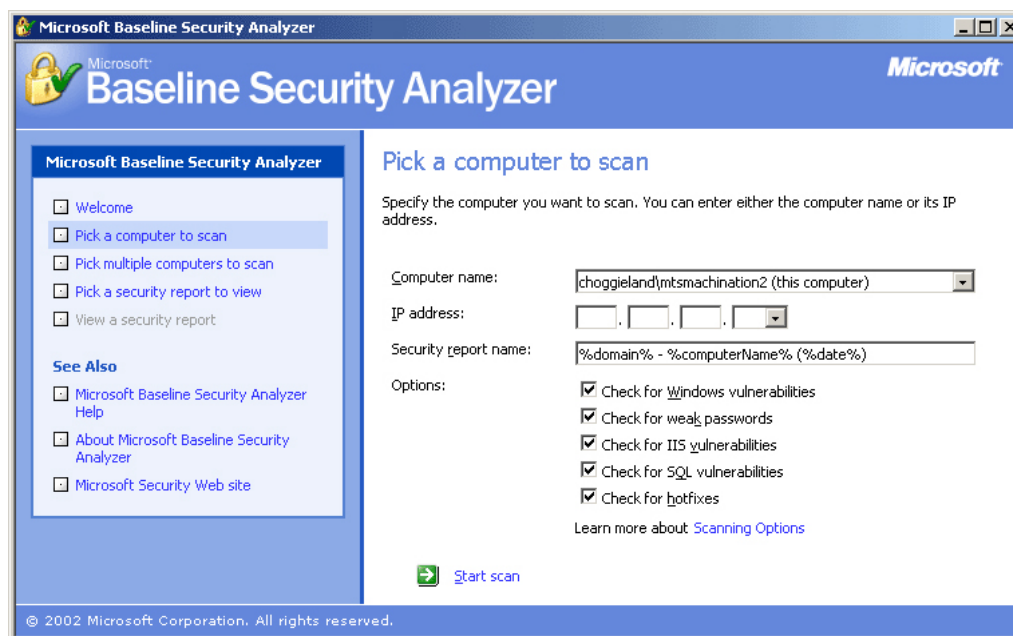 Microsoft Baseline Security Analyzer
Microsoft
Baseline Security Analyzer
Microsoft
Microsoft Baseline Security Analyzer
Welcome
Pick a computer to scan
Pick multiple computers to scan
Pick a security report to view
View a security report
See Also
Microsoft Baseline Security Analyzer
Help
About Microsoft Baseline Security
Analyzer
Microsoft Security Web site
Pick a computer to scan
Specify the computer you want to scan. You can enter either the computer name or its IP
address.
Computer name:
choggieland\mtsmachination2 (this computer)
IP address:
. . .
Security report name:
%domain% - %computerName% (%date%)
Options:
Check for Windows vulnerabilities
Check for weak passwords
Check for IIS vulnerabilities
Check for SQL vulnerabilities
Check for hotfixes
Learn more about Scanning Options
Start scan
© 2002 Microsoft Corporation. All rights reserved.